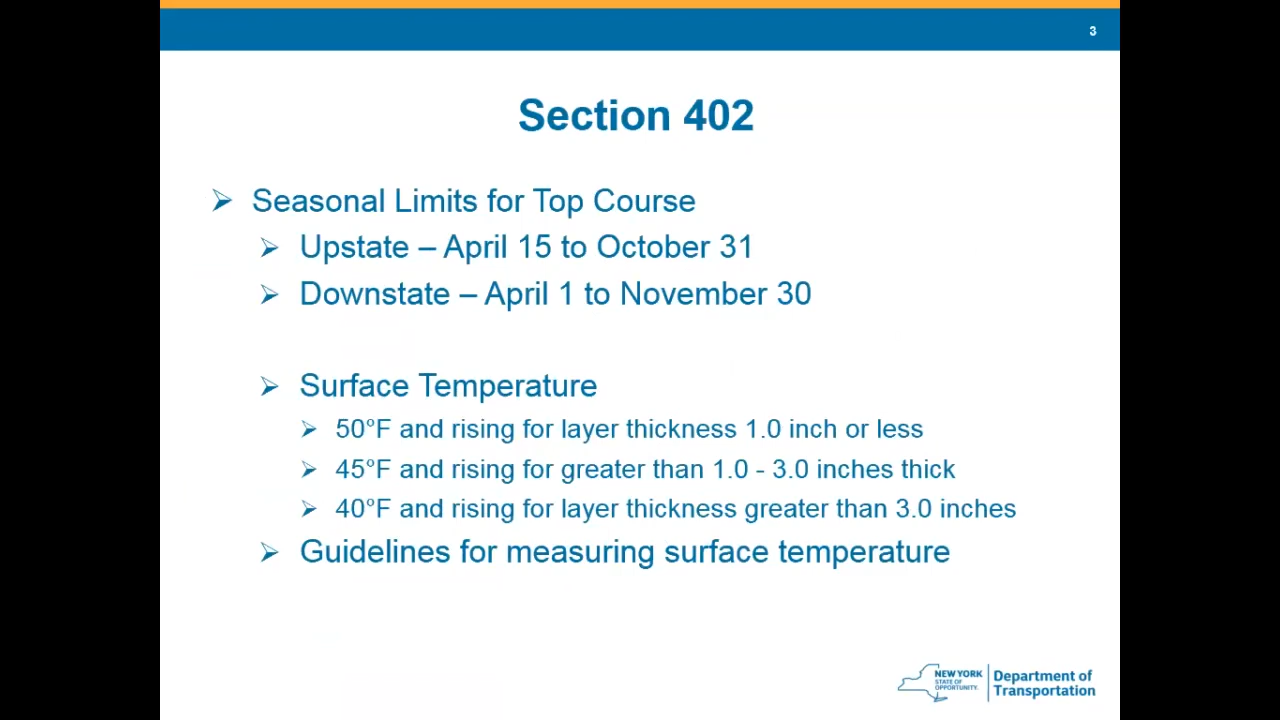 3
Section 402
Seasonal Limits for Top Course
Upstate – April 15 to October 31
Downstate – April 1 to November 30
Surface Temperature
50°F and rising for layer thickness 1.0 inch or less
45°F and rising for greater than 1.0 - 3.0 inches thick
40°F and rising for layer thickness greater than 3.0 inches
Guidelines for measuring surface temperature
NEW YORK
STATE OF
OPPORTUNITY.
Department of
Transportation